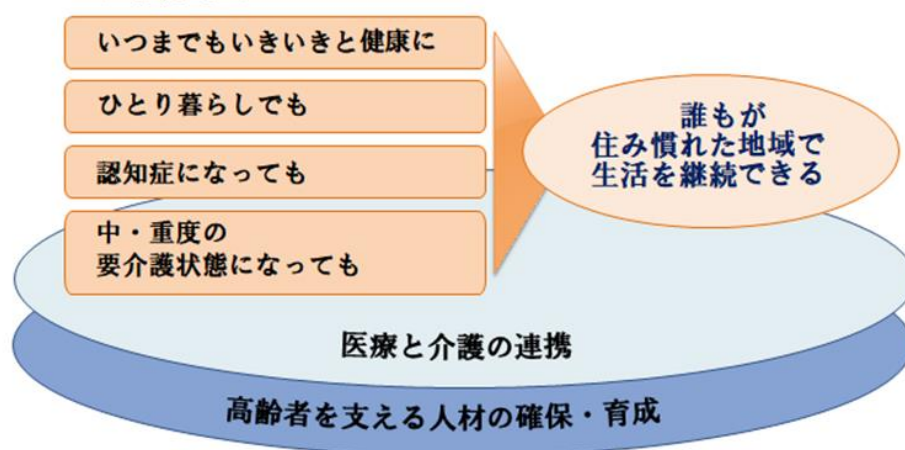 いつまでもいきいきと健康に
ひとり暮らしでも
認知症になっても
中・重度の
要介護状態になっても
誰もが
住み慣れた地域で
生活を継続できる
医療と介護の連携
高齢者を支える人材の確保・育成